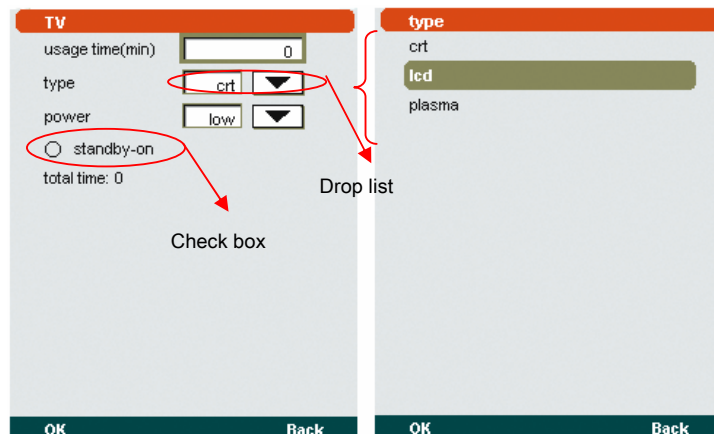 TV
usage time(min) 0
type crt
power low
standby-on
total time: 0
Check box
OK Back
Drop list
type
crt
lcd
plasma
OK Back